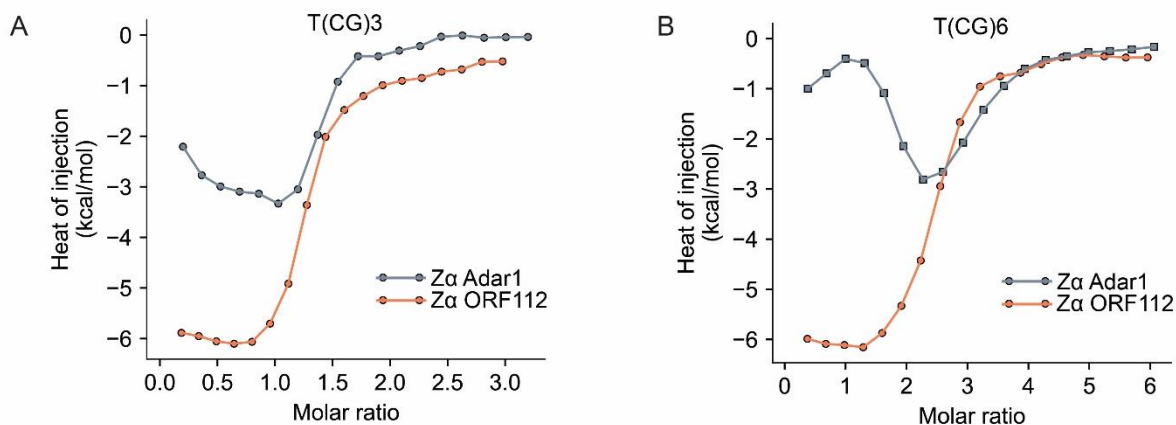 A
T(CG)3
Heat of injection
(kcal/mol)
0
−1
−2
−3
−4
−5
−6
Zα Adar1
Zα ORF112
0.0 0.5 1.0 1.5 2.0 2.5 3.0
Molar ratio
B
T(CG)6
Heat of injection
(kcal/mol)
0
−1
−2
−3
−4
−5
−6
Zα Adar1
Zα ORF112
0 1 2 3 4 5 6
Molar ratio